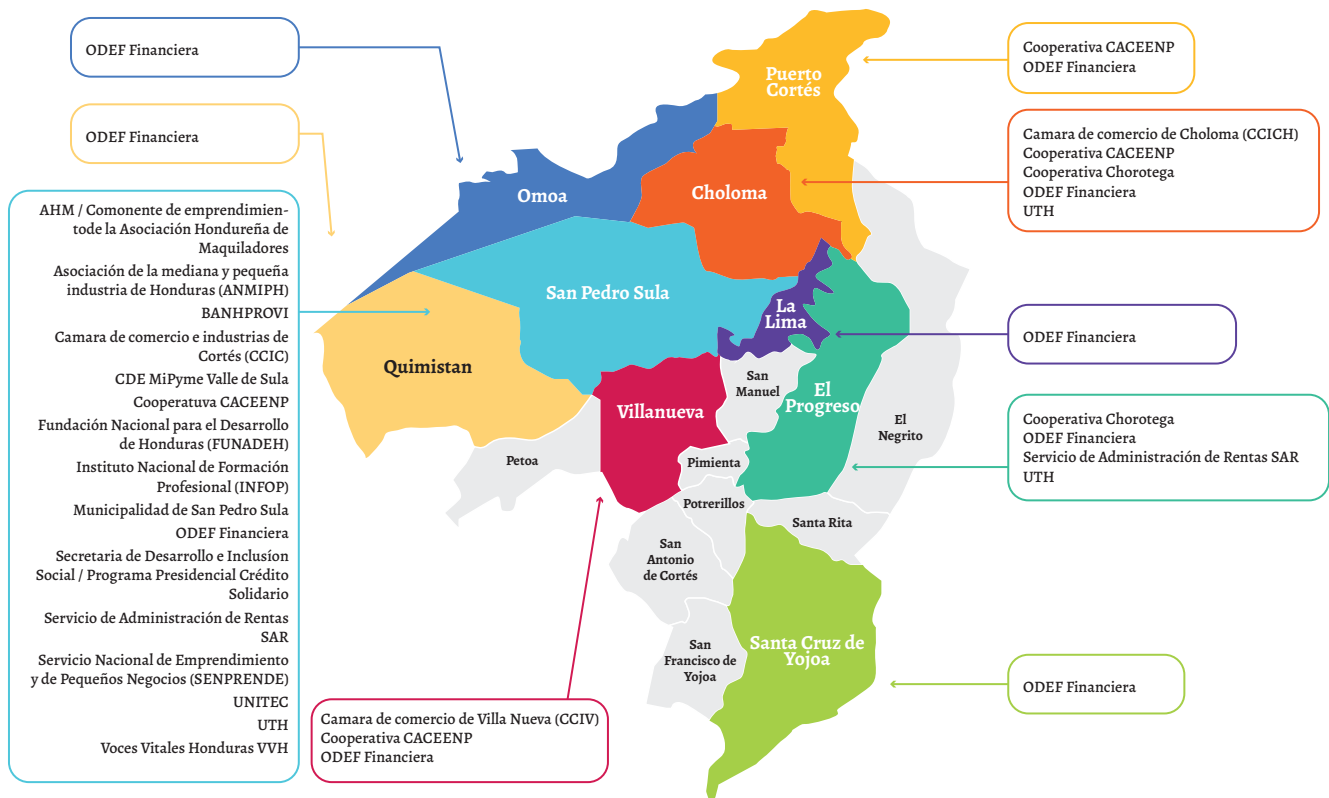 ODEF Financiera
ODEF Financiera
AHM / Comonente de emprendimien-
tode la Asociación Hondureña de
Maquiladores
Asociación de la mediana y pequeña
industria de Honduras (ANMIPH)
BANHPROVI
Camara de comercio e industrias de
Cortés (CCIC)
CDE MiPyme Valle de Sula
Cooperatuva CACEENP
Fundación Nacional para el Desarrollo
de Honduras (FUNADEH)
Instituto Nacional de Formación
Profesional (INFOP)
Municipalidad de San Pedro Sula
ODEF Financiera
Secretaria de Desarrollo e Inclusíon
Social / Programa Presidencial Crédito
Solidario
Servicio de Administración de Rentas
SAR
Servicio Nacional de Emprendimiento
y de Pequeños Negocios (SENPRENDE)
UNITEC
UTH
Voces Vitales Honduras VVH
Puerto
Cortés
Omoa
Choloma
San Pedro Sula
La
Lima
Quimistan
Villanueva
San
Manuel
El
Progreso
El
Negrito
Petoa
Pimienta
Potrerillos
Santa Rita
San
Antonio
de Cortés
San
Francisco de
Yojoa
Santa Cruz de
Yojoa
Camara de comercio de Villa Nueva (CCIV)
Cooperativa CACEENP
ODEF Financiera
Cooperativa CACEENP
ODEF Financiera
Camara de comercio de Choloma (CCICH)
Cooperativa CACEENP
Cooperativa Chorotega
ODEF Financiera
UTH
ODEF Financiera
Cooperativa Chorotega
ODEF Financiera
Servicio de Administración de Rentas SAR
UTH
ODEF Financiera